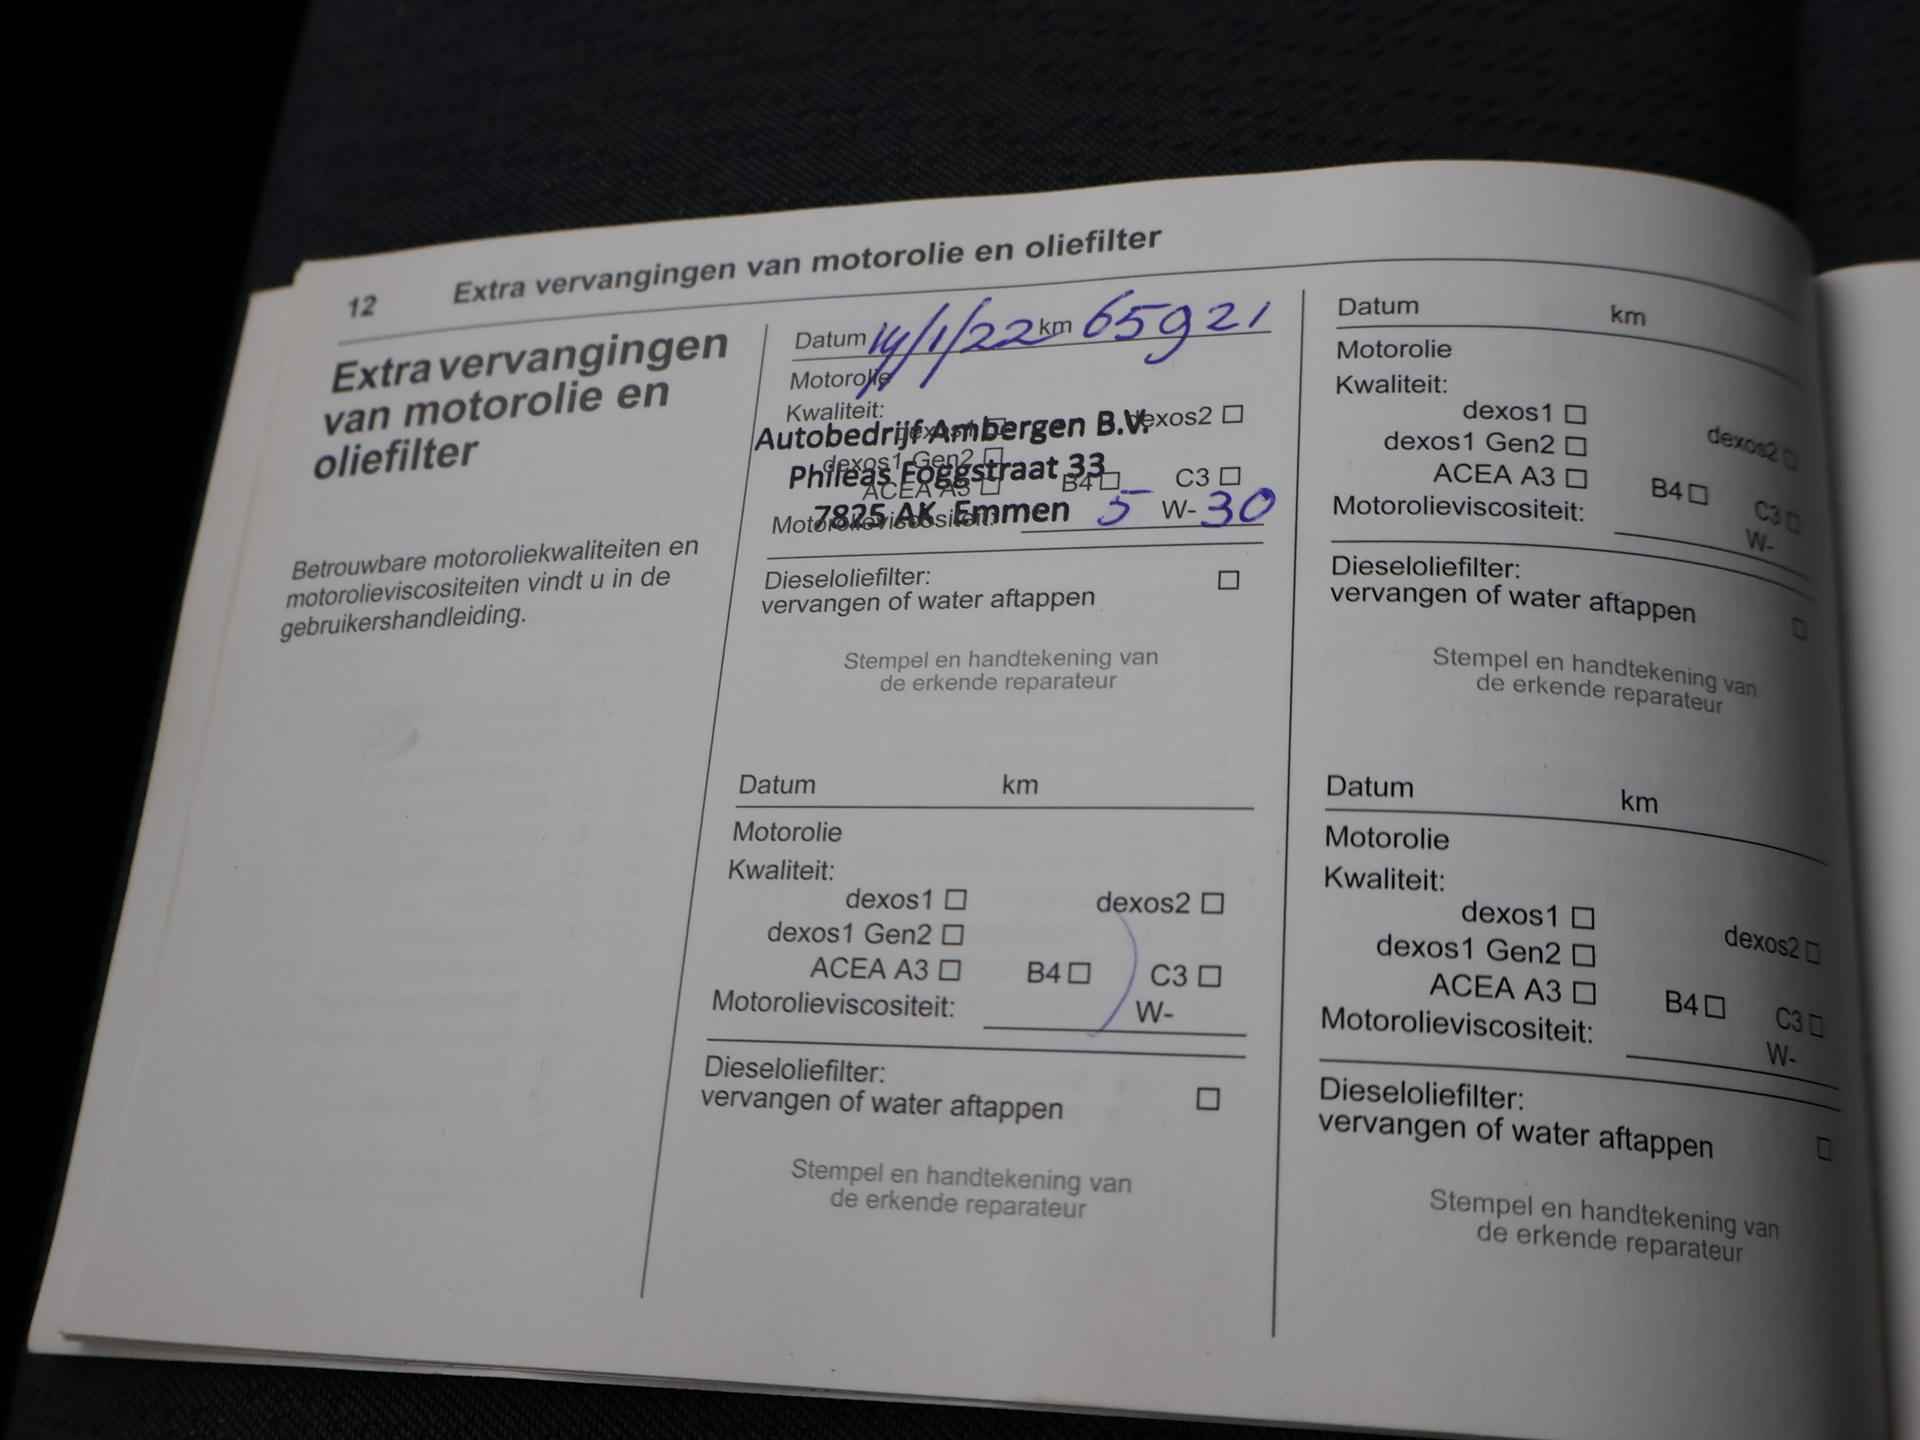 12 Extra vervangingen van motorolie en oliefilter
Extra vervangingen
van motorolie en
oliefilter
Betrouwbare motoroliekwaliteiten en
motorolieviscositeiten vindt u in de
gebruikershandleiding.
Datum 14/1/22 km 65921
Motorolie
Kwaliteit:
dexos1 dexos2
Autobedrijf Ambergen B.V.
dexos1 Gen2
Phileas Foggstraat 33
ACEA A3 B4 C3
7825 AK Emmen
Motorolieviscositeit: 5 W- 30
Dieseloliefilter:
vervangen of water aftappen
Stempel en handtekening van
de erkende reparateur
Datum km
Motorolie
Kwaliteit:
dexos1 dexos2
dexos1 Gen2
ACEA A3 B4 C3
Motorolieviscositeit: W-
Dieseloliefilter:
vervangen of water aftappen
Stempel en handtekening van
de erkende reparateur
Datum km
Motorolie
Kwaliteit:
dexos1 dexos2
dexos1 Gen2
ACEA A3 B4 C3
Motorolieviscositeit: W-
Dieseloliefilter:
vervangen of water aftappen
Stempel en handtekening van
de erkende reparateur
Datum km
Motorolie
Kwaliteit:
dexos1 dexos2
dexos1 Gen2
ACEA A3 B4 C3
Motorolieviscositeit: W-
Dieseloliefilter:
vervangen of water aftappen
Stempel en handtekening van
de erkende reparateur